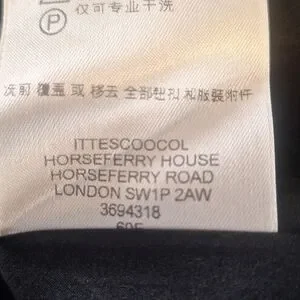 P
仅可专业干洗
洗前覆盖或移去全部钮扣和服装附件
ITTESCOOCOL
HORSEFERRY HOUSE
HORSEFERRY ROAD
LONDON SW1P 2AW
3694318